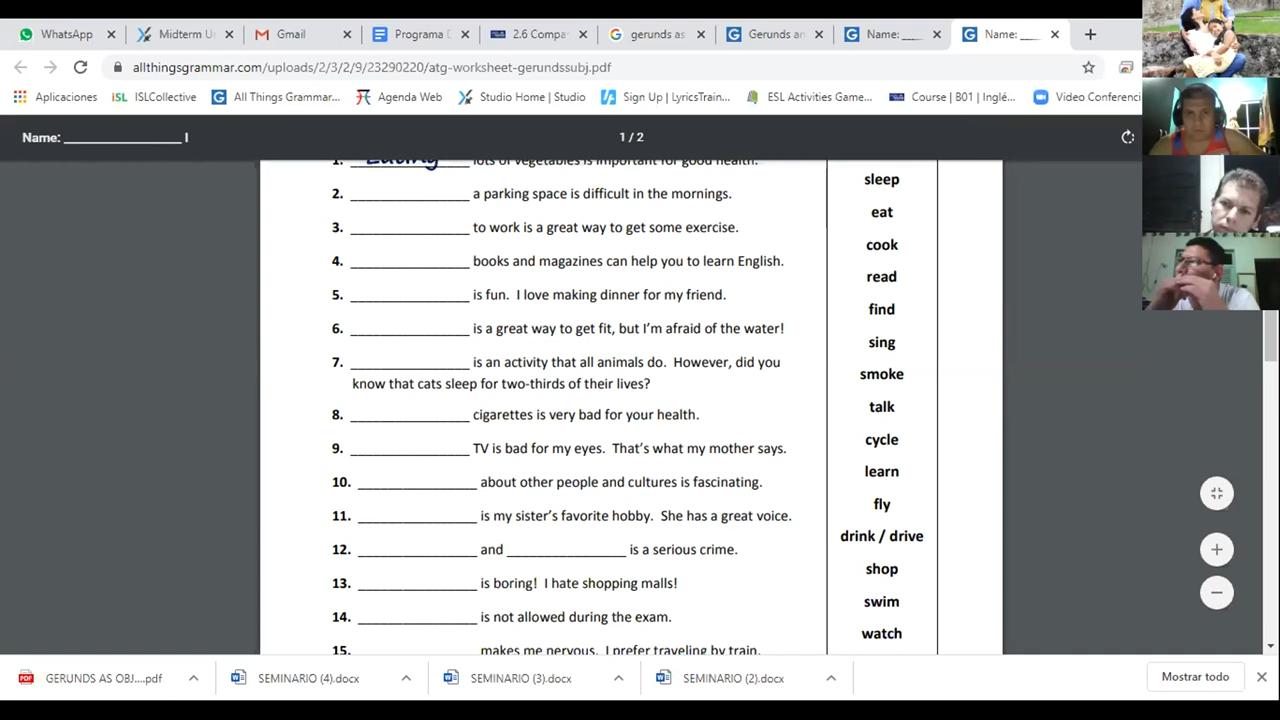 WhatsApp
Midterm U
Gmail
Programa D
2.6 Compa
gerunds as
Gerunds an
Name: ____
Name: ____
allthingsgrammar.com/uploads/2/3/2/9/23290220/atg-worksheet-gerundssubj.pdf
Aplicaciones
iSLCollective
All Things Grammar...
Agenda Web
Studio Home | Studio
Sign Up | LyricsTrain...
ESL Activities Game...
Course | B01 | Inglé...
Video Conferenci
Name: ________________ I
1 / 2
1. Eating lots of vegetables is important for good health.
2. ________________ a parking space is difficult in the mornings.
3. ________________ to work is a great way to get some exercise.
4. ________________ books and magazines can help you to learn English.
5. ________________ is fun. I love making dinner for my friend.
6. ________________ is a great way to get fit, but I'm afraid of the water!
7. ________________ is an activity that all animals do. However, did you
know that cats sleep for two-thirds of their lives?
8. ________________ cigarettes is very bad for your health.
9. ________________ TV is bad for my eyes. That's what my mother says.
10. ________________ about other people and cultures is fascinating.
11. ________________ is my sister's favorite hobby. She has a great voice.
12. ________________ and ________________ is a serious crime.
13. ________________ is boring! I hate shopping malls!
14. ________________ is not allowed during the exam.
15. ________________ makes me nervous. I prefer traveling by train.
sleep
eat
cook
read
find
sing
smoke
talk
cycle
learn
fly
drink / drive
shop
swim
watch
GERUNDS AS OBJ....pdf
SEMINARIO (4).docx
SEMINARIO (3).docx
SEMINARIO (2).docx
Mostrar todo